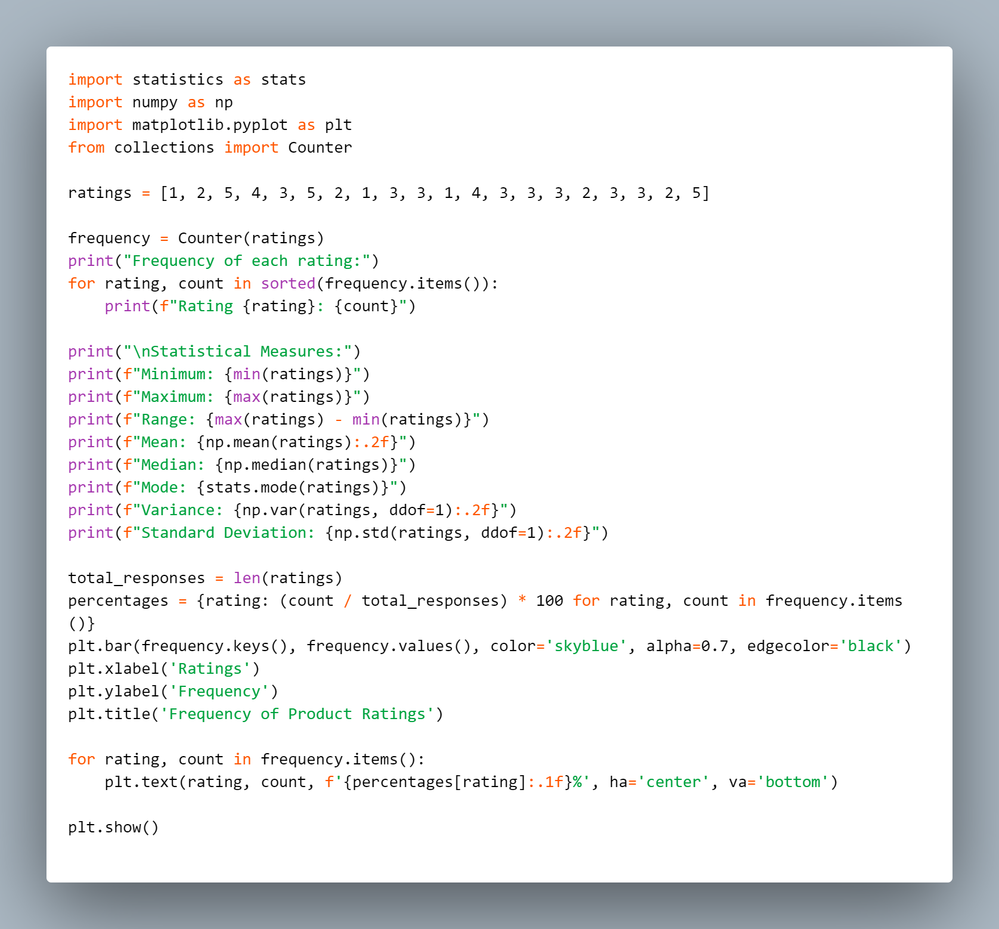 import statistics as stats
import numpy as np
import matplotlib.pyplot as plt
from collections import Counter

ratings = [1, 2, 5, 4, 3, 5, 2, 1, 3, 3, 1, 4, 3, 3, 3, 2, 3, 3, 2, 5]

frequency = Counter(ratings)
print("Frequency of each rating:")
for rating, count in sorted(frequency.items()):
    print(f"Rating {rating}: {count}")

print("\nStatistical Measures:")
print(f"Minimum: {min(ratings)}")
print(f"Maximum: {max(ratings)}")
print(f"Range: {max(ratings) - min(ratings)}")
print(f"Mean: {np.mean(ratings):.2f}")
print(f"Median: {np.median(ratings)}")
print(f"Mode: {stats.mode(ratings)}")
print(f"Variance: {np.var(ratings, ddof=1):.2f}")
print(f"Standard Deviation: {np.std(ratings, ddof=1):.2f}")

total_responses = len(ratings)
percentages = {rating: (count / total_responses) * 100 for rating, count in frequency.items
()}
plt.bar(frequency.keys(), frequency.values(), color='skyblue', alpha=0.7, edgecolor='black')
plt.xlabel('Ratings')
plt.ylabel('Frequency')
plt.title('Frequency of Product Ratings')

for rating, count in frequency.items():
    plt.text(rating, count, f'{percentages[rating]:.1f}%', ha='center', va='bottom')

plt.show()